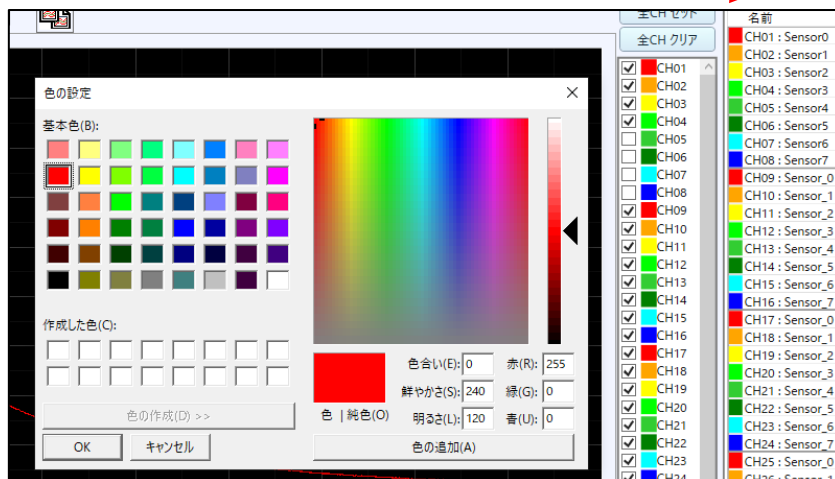 全CH セット
全CH クリア
CH01
CH02
CH03
CH04
CH05
CH06
CH07
CH08
CH09
CH10
CH11
CH12
CH13
CH14
CH15
CH16
CH17
CH18
CH19
CH20
CH21
CH22
CH23
CH24
名前
CH01 : Sensor0
CH02 : Sensor1
CH03 : Sensor2
CH04 : Sensor3
CH05 : Sensor4
CH06 : Sensor5
CH07 : Sensor6
CH08 : Sensor7
CH09 : Sensor_0
CH10 : Sensor_1
CH11 : Sensor_2
CH12 : Sensor_3
CH13 : Sensor_4
CH14 : Sensor_5
CH15 : Sensor_6
CH16 : Sensor_7
CH17 : Sensor_0
CH18 : Sensor_1
CH19 : Sensor_2
CH20 : Sensor_3
CH21 : Sensor_4
CH22 : Sensor_5
CH23 : Sensor_6
CH24 : Sensor_7
CH25 : Sensor_0
CH26 : Sensor_1
色の設定
基本色(B):
作成した色(C):
色の作成(D) >>
OK キャンセル
色 | 純色(O)
色合い(E): 0 赤(R): 255
鮮やかさ(S): 240 緑(G): 0
明るさ(L): 120 青(U): 0
色の追加(A)